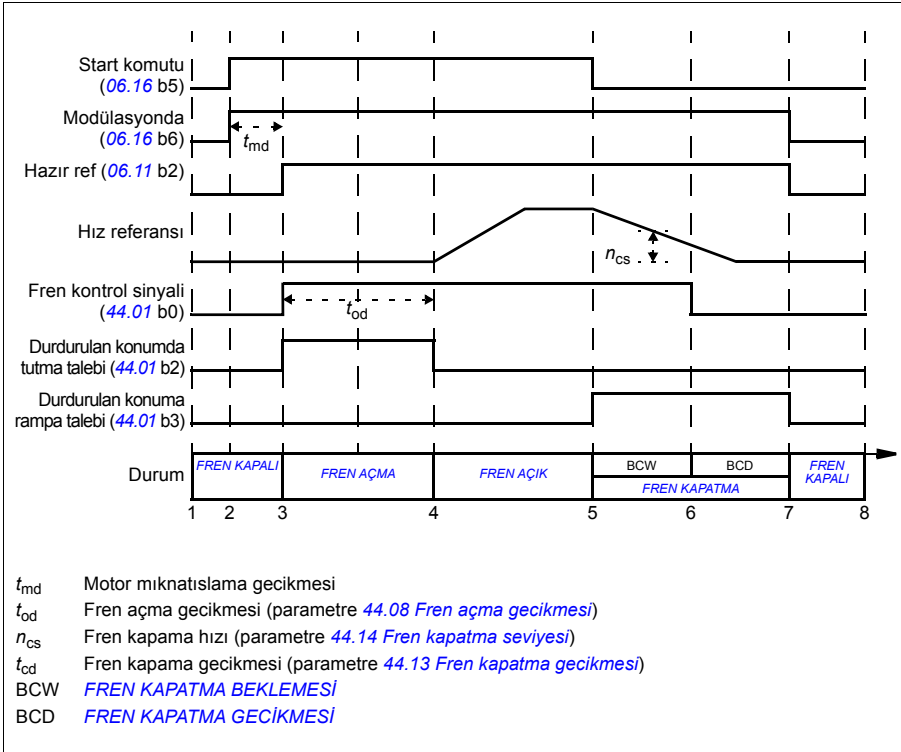 Start komutu
(06.16 b5)
Modülasyonda
(06.16 b6)
tmd
Hazır ref (06.11 b2)
Hız referansı
ncs
Fren kontrol sinyali
(44.01 b0)
tod
Durdurulan konumda
tutma talebi (44.01 b2)
Durdurulan konuma
rampa talebi (44.01 b3)
Durum
FREN KAPALI
FREN AÇMA
FREN AÇIK
BCW
BCD
FREN KAPATMA
FREN
KAPALI
1 2 3 4 5 6 7 8
tmd Motor mıknatıslama gecikmesi
tod Fren açma gecikmesi (parametre 44.08 Fren açma gecikmesi)
ncs Fren kapama hızı (parametre 44.14 Fren kapatma seviyesi)
tcd Fren kapama gecikmesi (parametre 44.13 Fren kapatma gecikmesi)
BCW FREN KAPATMA BEKLEMESİ
BCD FREN KAPATMA GECİKMESİ